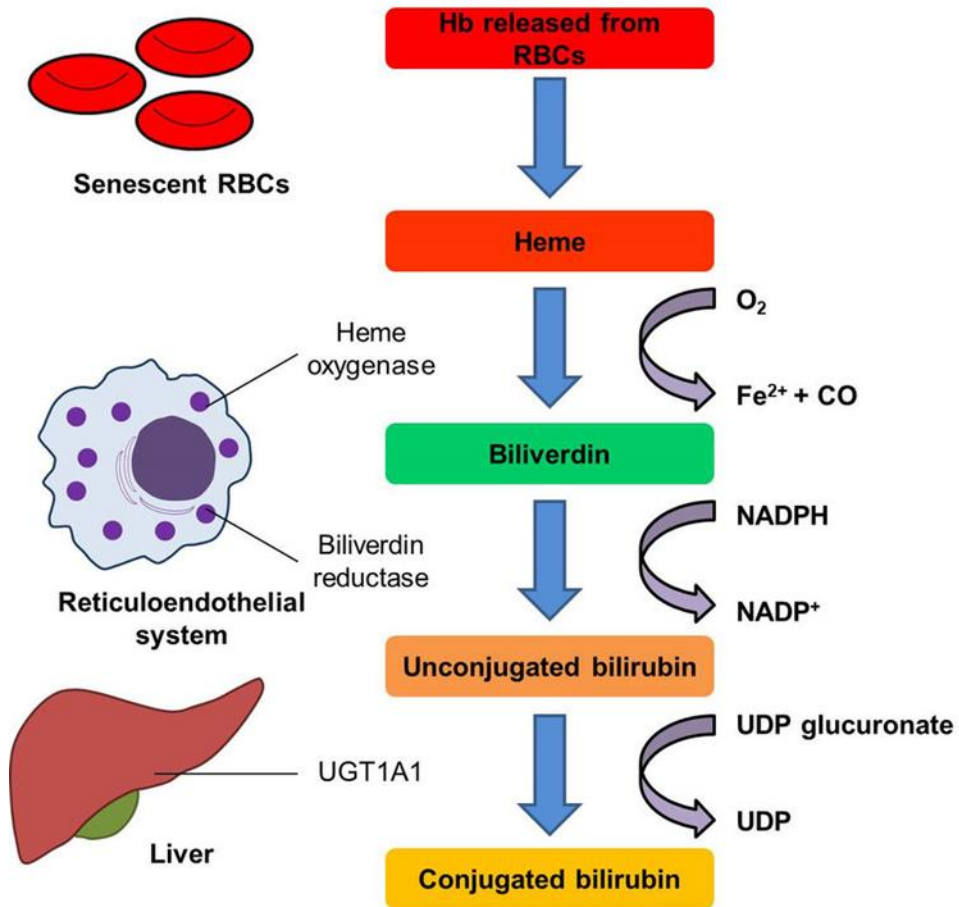 Hb released from
RBCs
Senescent RBCs
Heme
O₂
Heme
oxygenase
Fe²⁺ + CO
Biliverdin
NADPH
Biliverdin
reductase
Reticuloendothelial
system
NADP⁺
Unconjugated bilirubin
UDP glucuronate
UGT1A1
UDP
Liver
Conjugated bilirubin